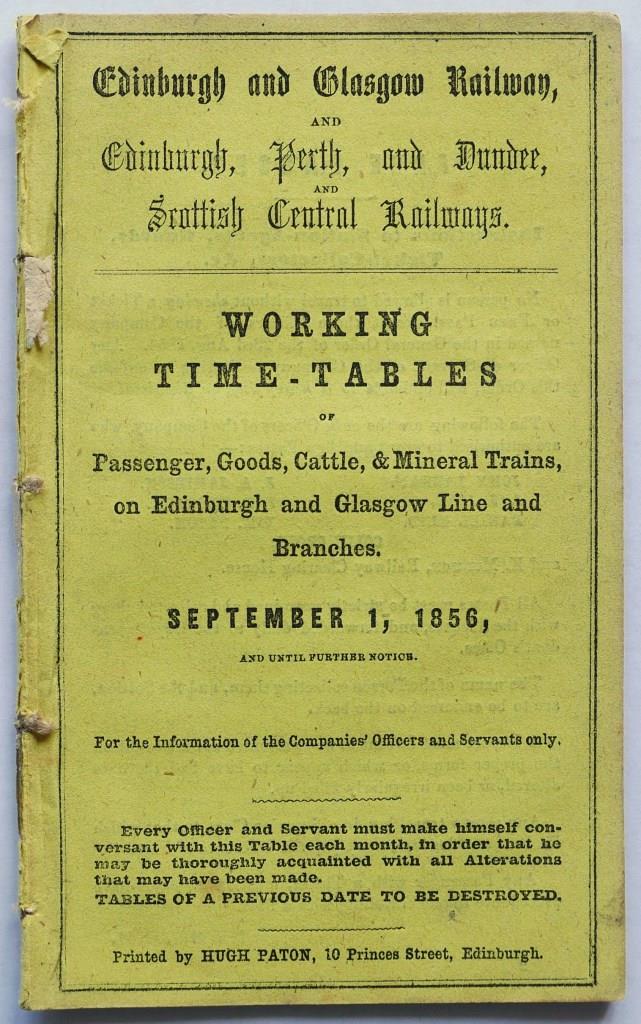 Edinburgh and Glasgow Railway,
AND
Edinburgh, Perth, and Dundee,
AND
Scottish Central Railways.
WORKING
TIME-TABLES
OF
Passenger, Goods, Cattle, & Mineral Trains,
on Edinburgh and Glasgow Line and
Branches.
SEPTEMBER 1, 1856,
AND UNTIL FURTHER NOTICE.
For the Information of the Companies' Officers and Servants only.
Every Officer and Servant must make himself con-
versant with this Table each month, in order that he
may be thoroughly acquainted with all Alterations
that may have been made.
TABLES OF A PREVIOUS DATE TO BE DESTROYED.
Printed by HUGH PATON, 10 Princes Street, Edinburgh.